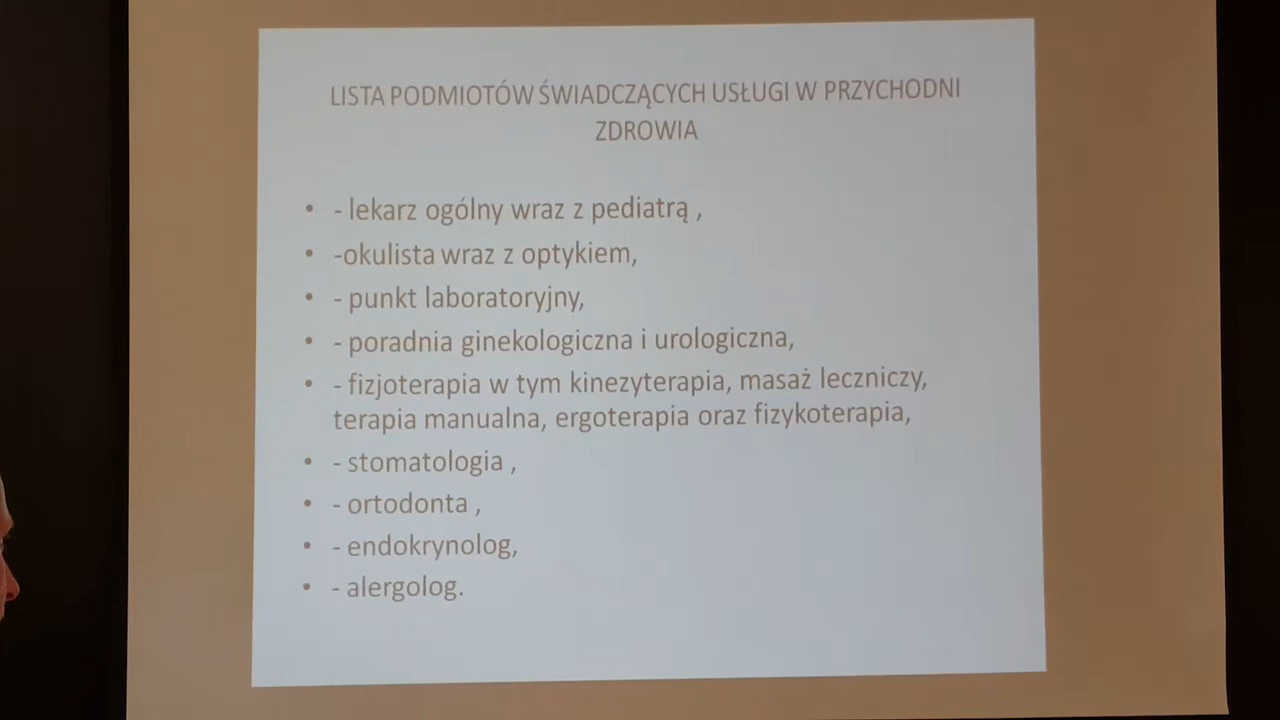 LISTA PODMIOTÓW ŚWIADCZĄCYCH USŁUGI W PRZYCHODNI
ZDROWIA
• - lekarz ogólny wraz z pediatrą ,
• -okulista wraz z optykiem,
• - punkt laboratoryjny,
• - poradnia ginekologiczna i urologiczna,
• - fizjoterapia w tym kinezyterapia, masaż leczniczy,
terapia manualna, ergoterapia oraz fizykoterapia,
• - stomatologia ,
• - ortodonta ,
• - endokrynolog,
• - alergolog.